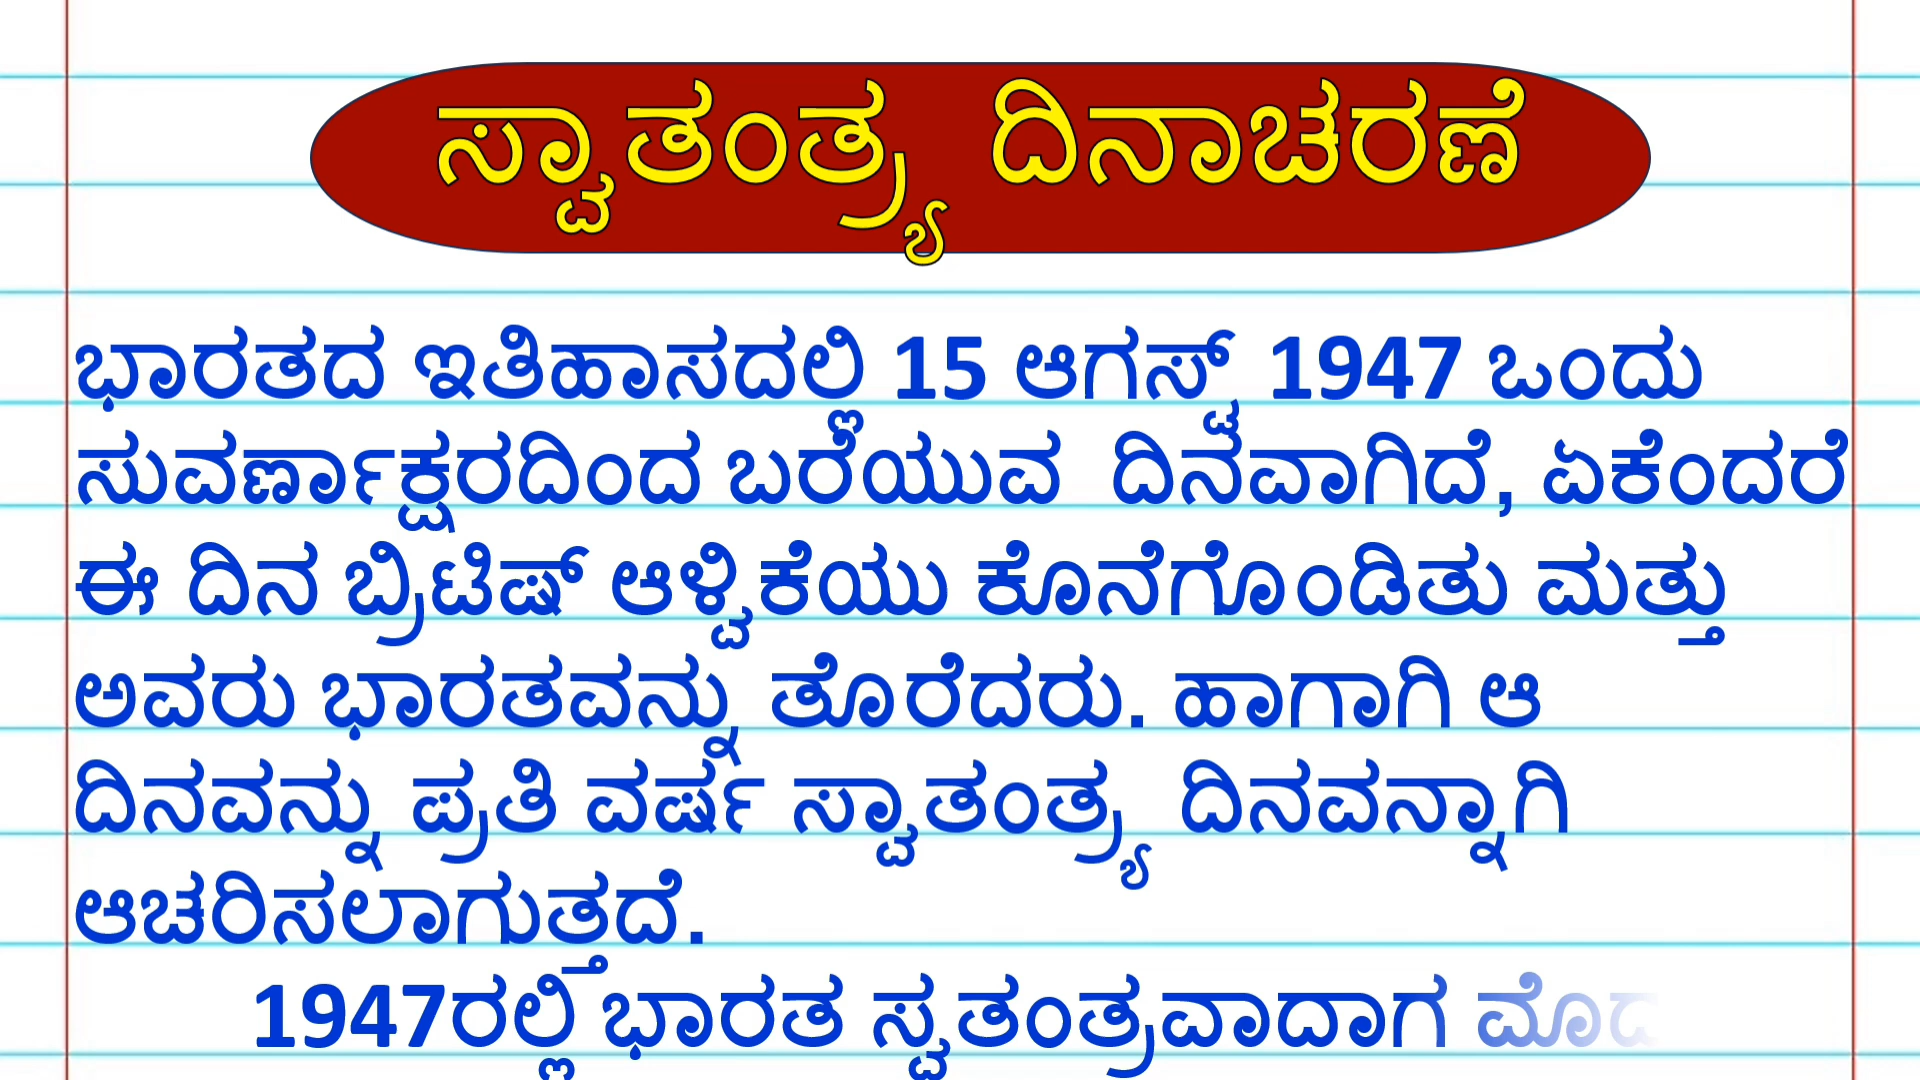 ಸ್ವಾತಂತ್ರ್ಯ ದಿನಾಚರಣೆ
ಭಾರತದ ಇತಿಹಾಸದಲ್ಲಿ 15 ಆಗಸ್ಟ್ 1947 ಒಂದು
ಸುವರ್ಣಾಕ್ಷರದಿಂದ ಬರೆಯುವ ದಿನವಾಗಿದೆ, ಏಕೆಂದರೆ
ಈ ದಿನ ಬ್ರಿಟಿಷ್ ಆಳ್ವಿಕೆಯು ಕೊನೆಗೊಂಡಿತು ಮತ್ತು
ಅವರು ಭಾರತವನ್ನು ತೊರೆದರು. ಹಾಗಾಗಿ ಆ
ದಿನವನ್ನು ಪ್ರತಿ ವರ್ಷ ಸ್ವಾತಂತ್ರ್ಯ ದಿನವನ್ನಾಗಿ
ಆಚರಿಸಲಾಗುತ್ತದೆ.
1947ರಲ್ಲಿ ಭಾರತ ಸ್ವತಂತ್ರವಾದಾಗ